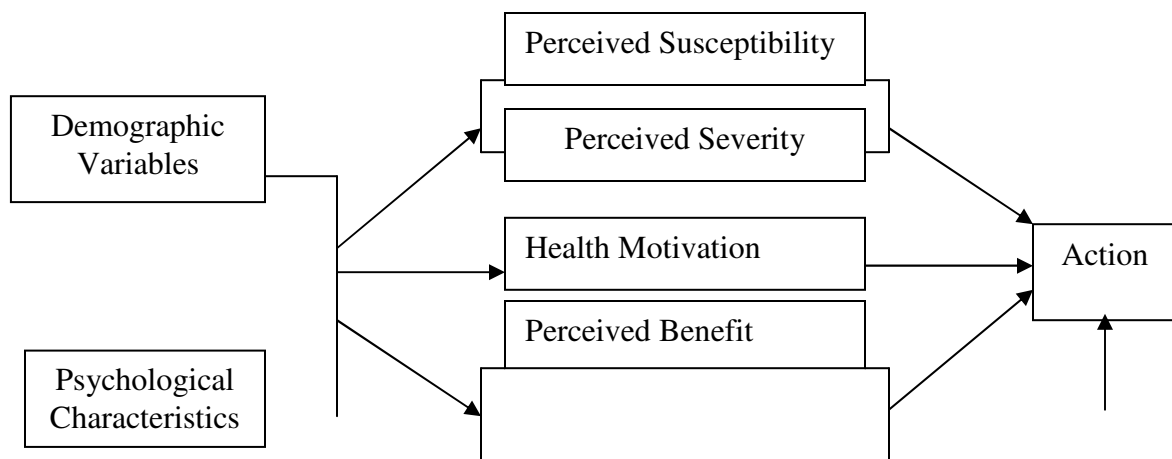 Perceived Susceptibility
Demographic
Variables
Perceived Severity
Health Motivation
Action
Perceived Benefit
Psychological
Characteristics